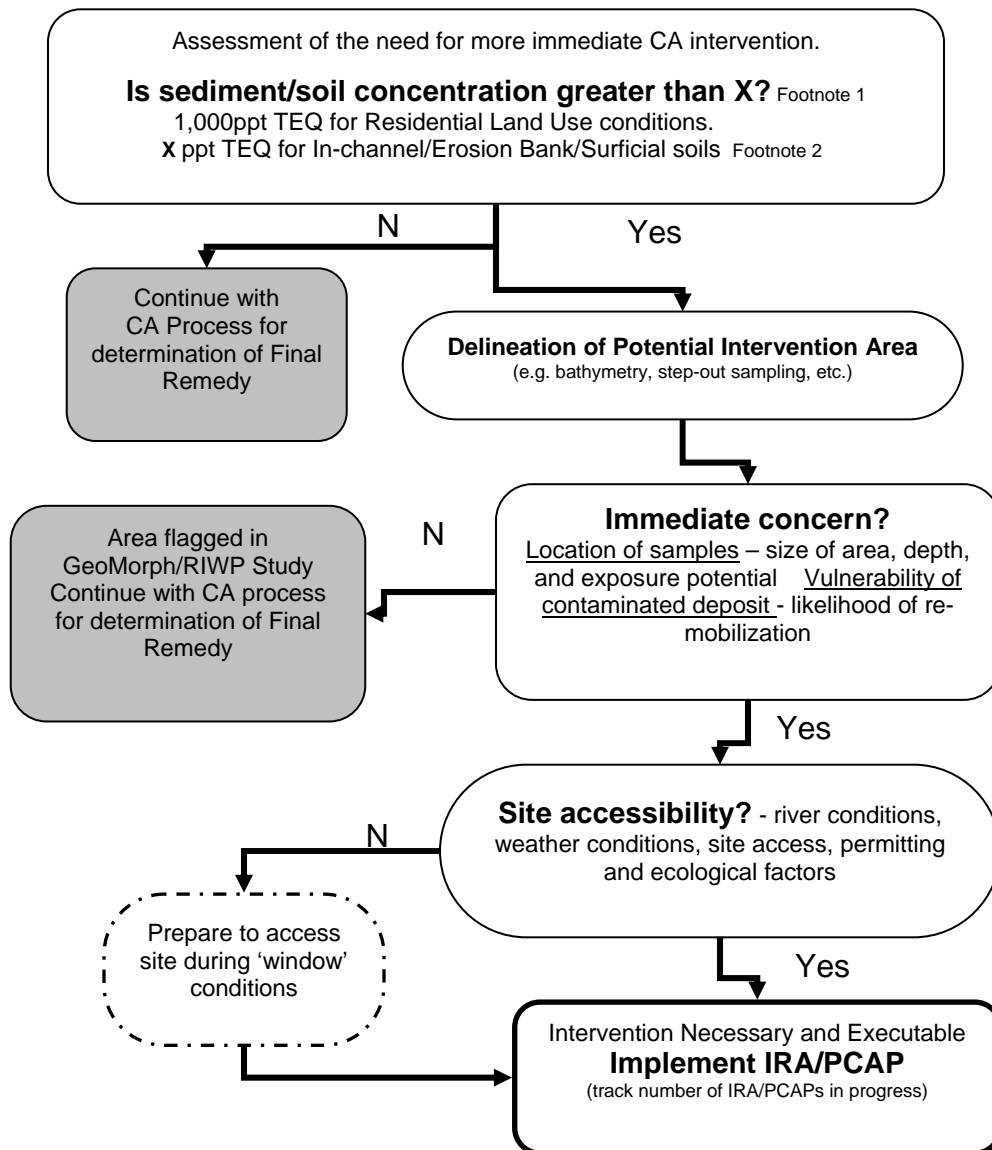 Assessment of the need for more immediate CA intervention.
Is sediment/soil concentration greater than X? Footnote 1
1,000ppt TEQ for Residential Land Use conditions.
X ppt TEQ for In-channel/Erosion Bank/Surficial soils Footnote 2
N
Yes
Continue with
CA Process for
determination of Final
Remedy
Delineation of Potential Intervention Area
(e.g. bathymetry, step-out sampling, etc.)
Immediate concern?
Location of samples – size of area, depth,
and exposure potential Vulnerability of
contaminated deposit - likelihood of re-
mobilization
N
Area flagged in
GeoMorph/RIWP Study
Continue with CA process
for determination of Final
Remedy
Yes
Site accessibility? - river conditions,
weather conditions, site access, permitting
and ecological factors
N
Prepare to access
site during ‘window’
conditions
Yes
Intervention Necessary and Executable
Implement IRA/PCAP
(track number of IRA/PCAPs in progress)